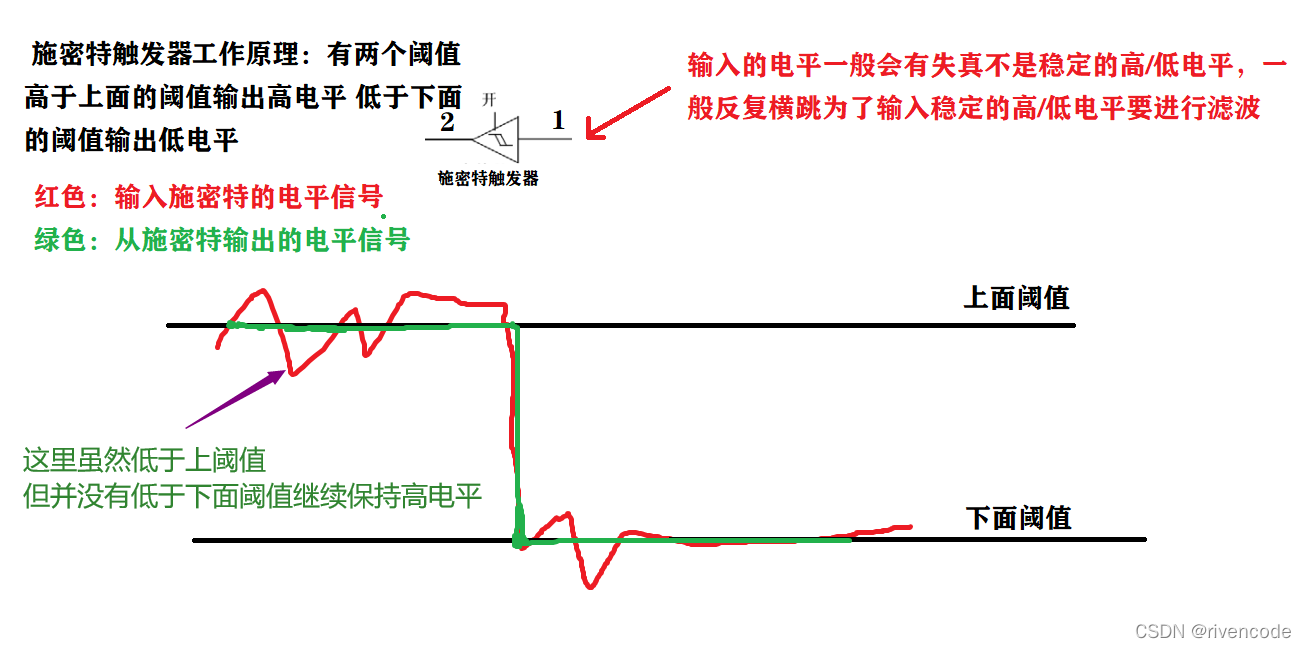 施密特触发器工作原理：有两个阈值
高于上面的阈值输出高电平 低于下面
的阈值输出低电平
开
2
1
施密特触发器
输入的电平一般会有失真不是稳定的高/低电平，一
般反复横跳为了输入稳定的高/低电平要进行滤波
红色：输入施密特的电平信号
绿色：从施密特输出的电平信号
上面阈值
这里虽然低于上阈值
但并没有低于下面阈值继续保持高电平
下面阈值
CSDN @rivencode